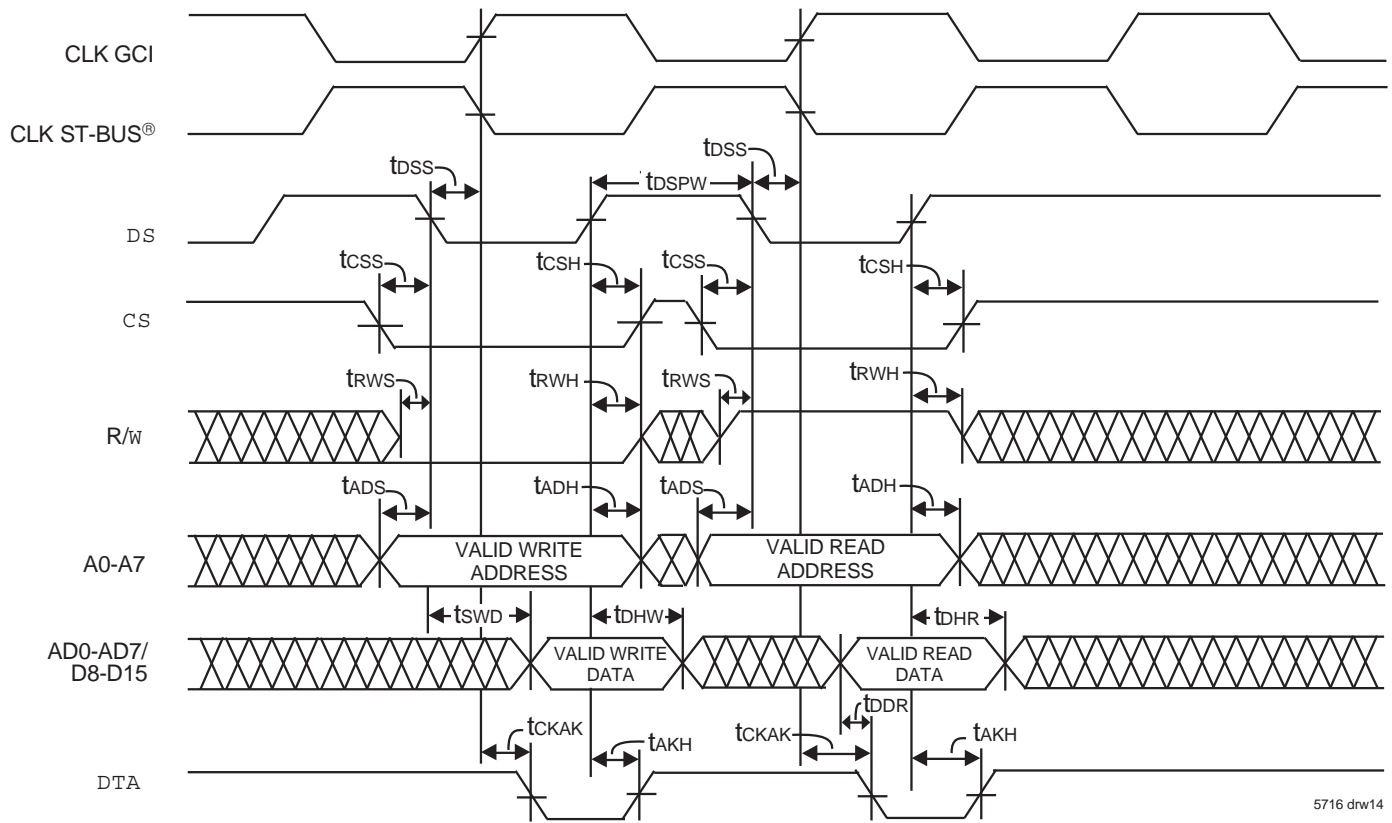 CLK GCI
CLK ST-BUS®
tDSS
tDSS
tDSPW
DS
tCSS
tCSH
tCSS
tCSH
CS
tRWS
tRWH
tRWS
tRWH
R/W
tADS
tADH
tADS
tADH
A0-A7
VALID WRITE
ADDRESS
VALID READ
ADDRESS
tSWD
tDHW
tDHR
AD0-AD7/
D8-D15
VALID WRITE
DATA
VALID READ
DATA
tDDR
tCKAK
tAKH
tCKAK
tAKH
DTA
5716 drw14